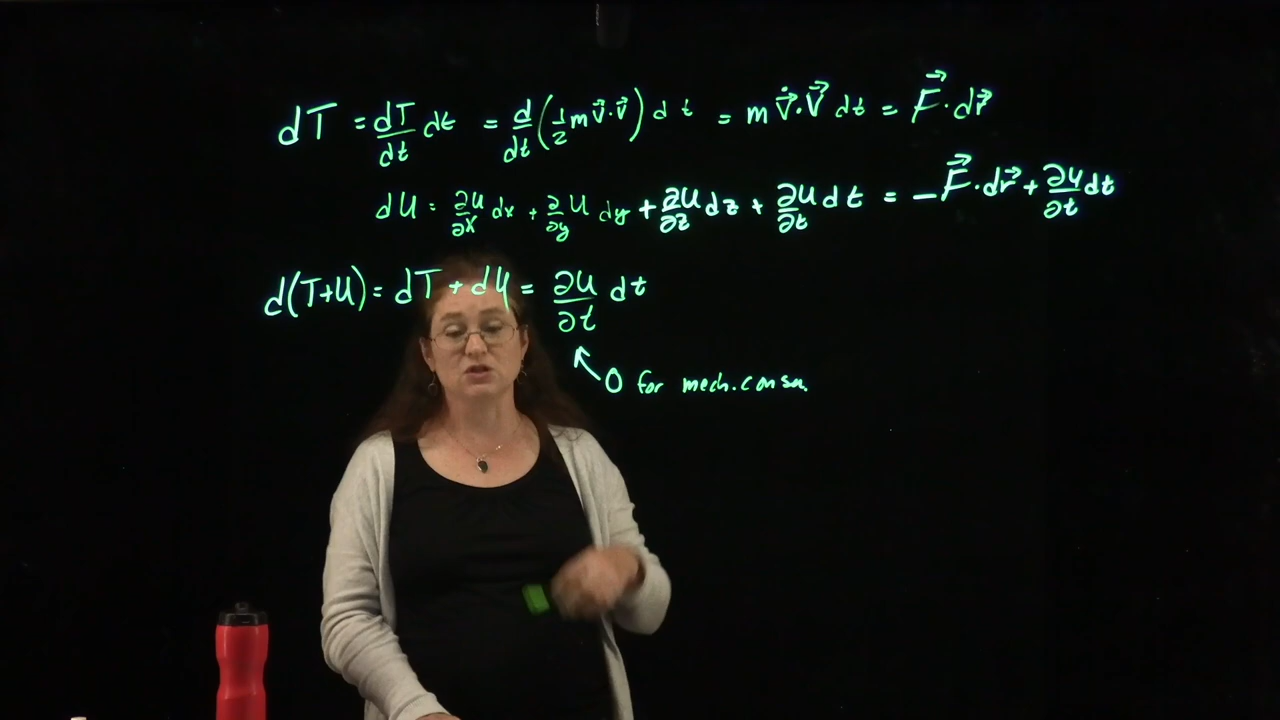 dT = dT/dt dt = d/dt (1/2 m v⃗·v⃗) dt = m v⃗̇·v⃗ dt = F⃗·dr⃗
dU = ∂U/∂x dx + ∂/∂y U dy + ∂U/∂z dz + ∂U/∂t dt = -F⃗·dr⃗ + ∂U/∂t dt
d(T+U) = dT + dU = ∂U/∂t dt
0 for mech. consv.